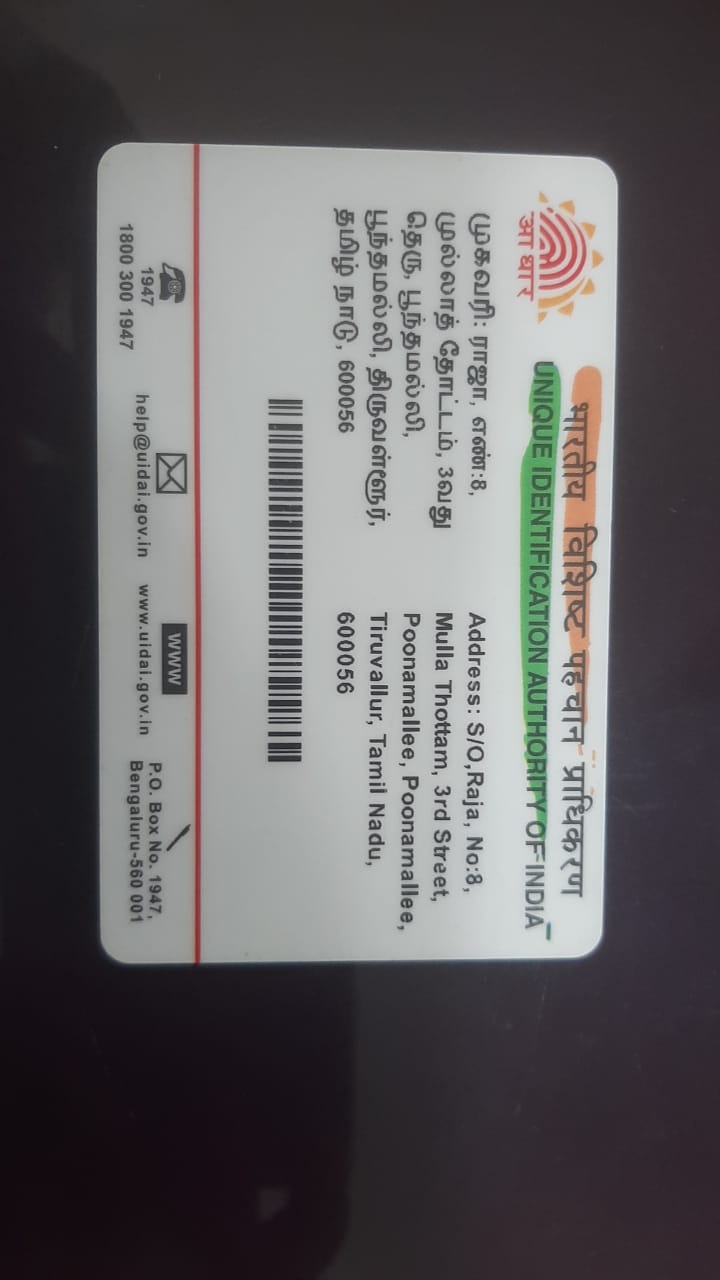 आधार
भारतीय विशिष्ट पहचान प्राधिकरण
UNIQUE IDENTIFICATION AUTHORITY OF INDIA
முகவரி: ராஜா, எண்:8,
முல்லாத் தோட்டம், 3வது
தெரு, பூந்தமல்லி,
பூந்தமல்லி, திருவள்ளூர்,
தமிழ் நாடு, 600056
Address: S/O,Raja, No:8,
Mulla Thottam, 3rd Street,
Poonamallee, Poonamallee,
Tiruvallur, Tamil Nadu,
600056
1947
1800 300 1947
help@uidai.gov.in
WWW
www.uidai.gov.in
P.O. Box No. 1947,
Bengaluru-560 001